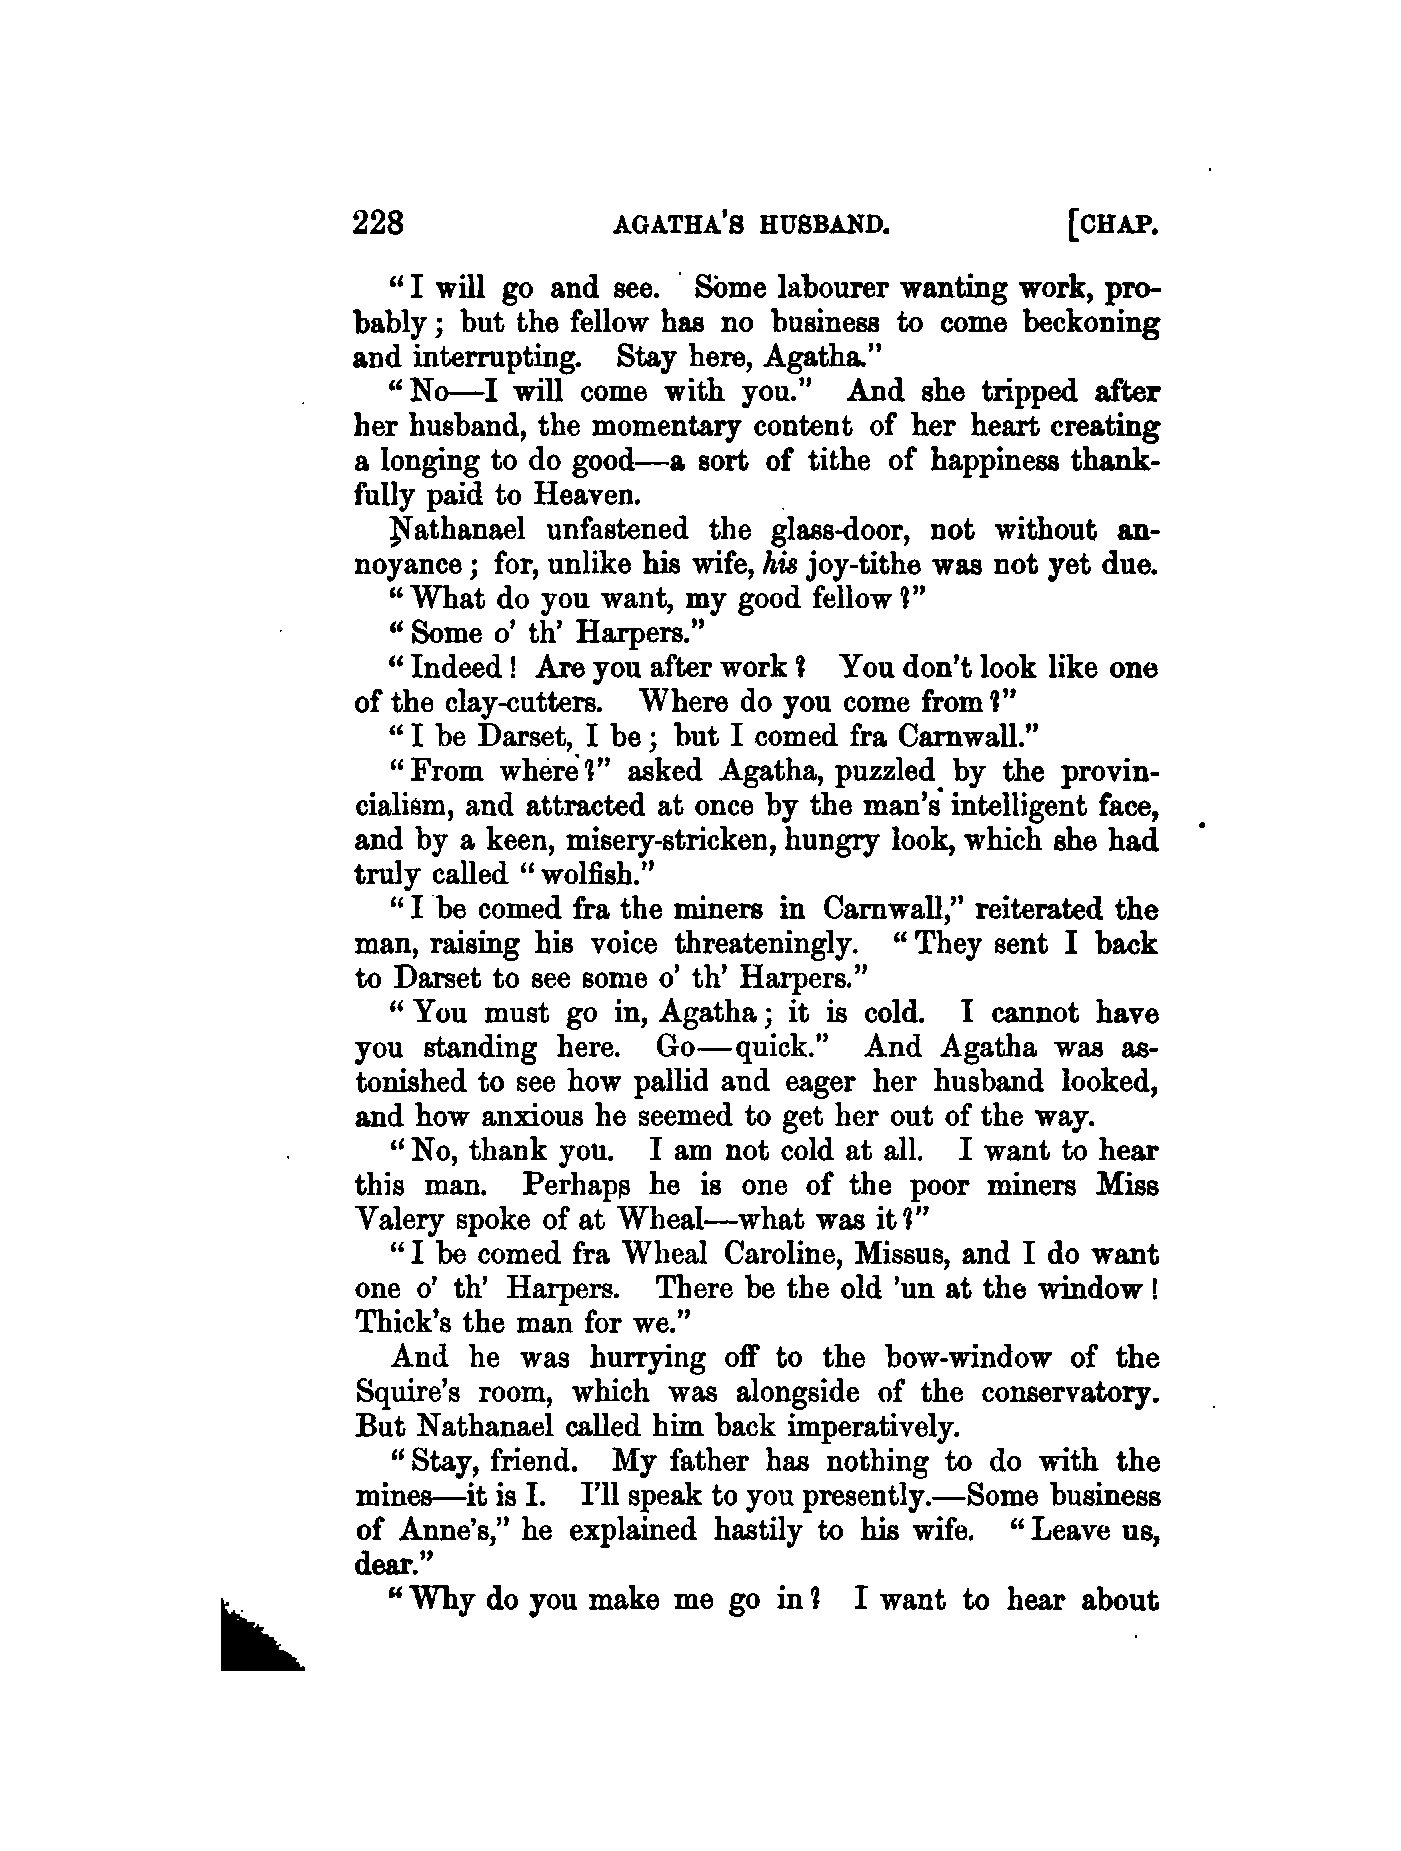 228 AGATHA'S HUSBAND. [CHAP.
"I will go and see. Some labourer wanting work, pro-
bably; but the fellow has no business to come beckoning
and interrupting. Stay here, Agatha."
"No—I will come with you." And she tripped after
her husband, the momentary content of her heart creating
a longing to do good—a sort of tithe of happiness thank-
fully paid to Heaven.
Nathanael unfastened the glass-door, not without an-
noyance; for, unlike his wife, his joy-tithe was not yet due.
"What do you want, my good fellow?"
"Some o' th' Harpers."
"Indeed! Are you after work? You don't look like one
of the clay-cutters. Where do you come from?"
"I be Darset, I be; but I comed fra Carnwall."
"From where?" asked Agatha, puzzled by the provin-
cialism, and attracted at once by the man's intelligent face,
and by a keen, misery-stricken, hungry look, which she had
truly called "wolfish."
"I be comed fra the miners in Carnwall," reiterated the
man, raising his voice threateningly. "They sent I back
to Darset to see some o' th' Harpers."
"You must go in, Agatha; it is cold. I cannot have
you standing here. Go—quick." And Agatha was as-
tonished to see how pallid and eager her husband looked,
and how anxious he seemed to get her out of the way.
"No, thank you. I am not cold at all. I want to hear
this man. Perhaps he is one of the poor miners Miss
Valery spoke of at Wheal—what was it?"
"I be comed fra Wheal Caroline, Missus, and I do want
one o' th' Harpers. There be the old 'un at the window!
Thick's the man for we."
And he was hurrying off to the bow-window of the
Squire's room, which was alongside of the conservatory.
But Nathanael called him back imperatively.
"Stay, friend. My father has nothing to do with the
mines—it is I. I'll speak to you presently.—Some business
of Anne's," he explained hastily to his wife. "Leave us,
dear."
"Why do you make me go in? I want to hear about